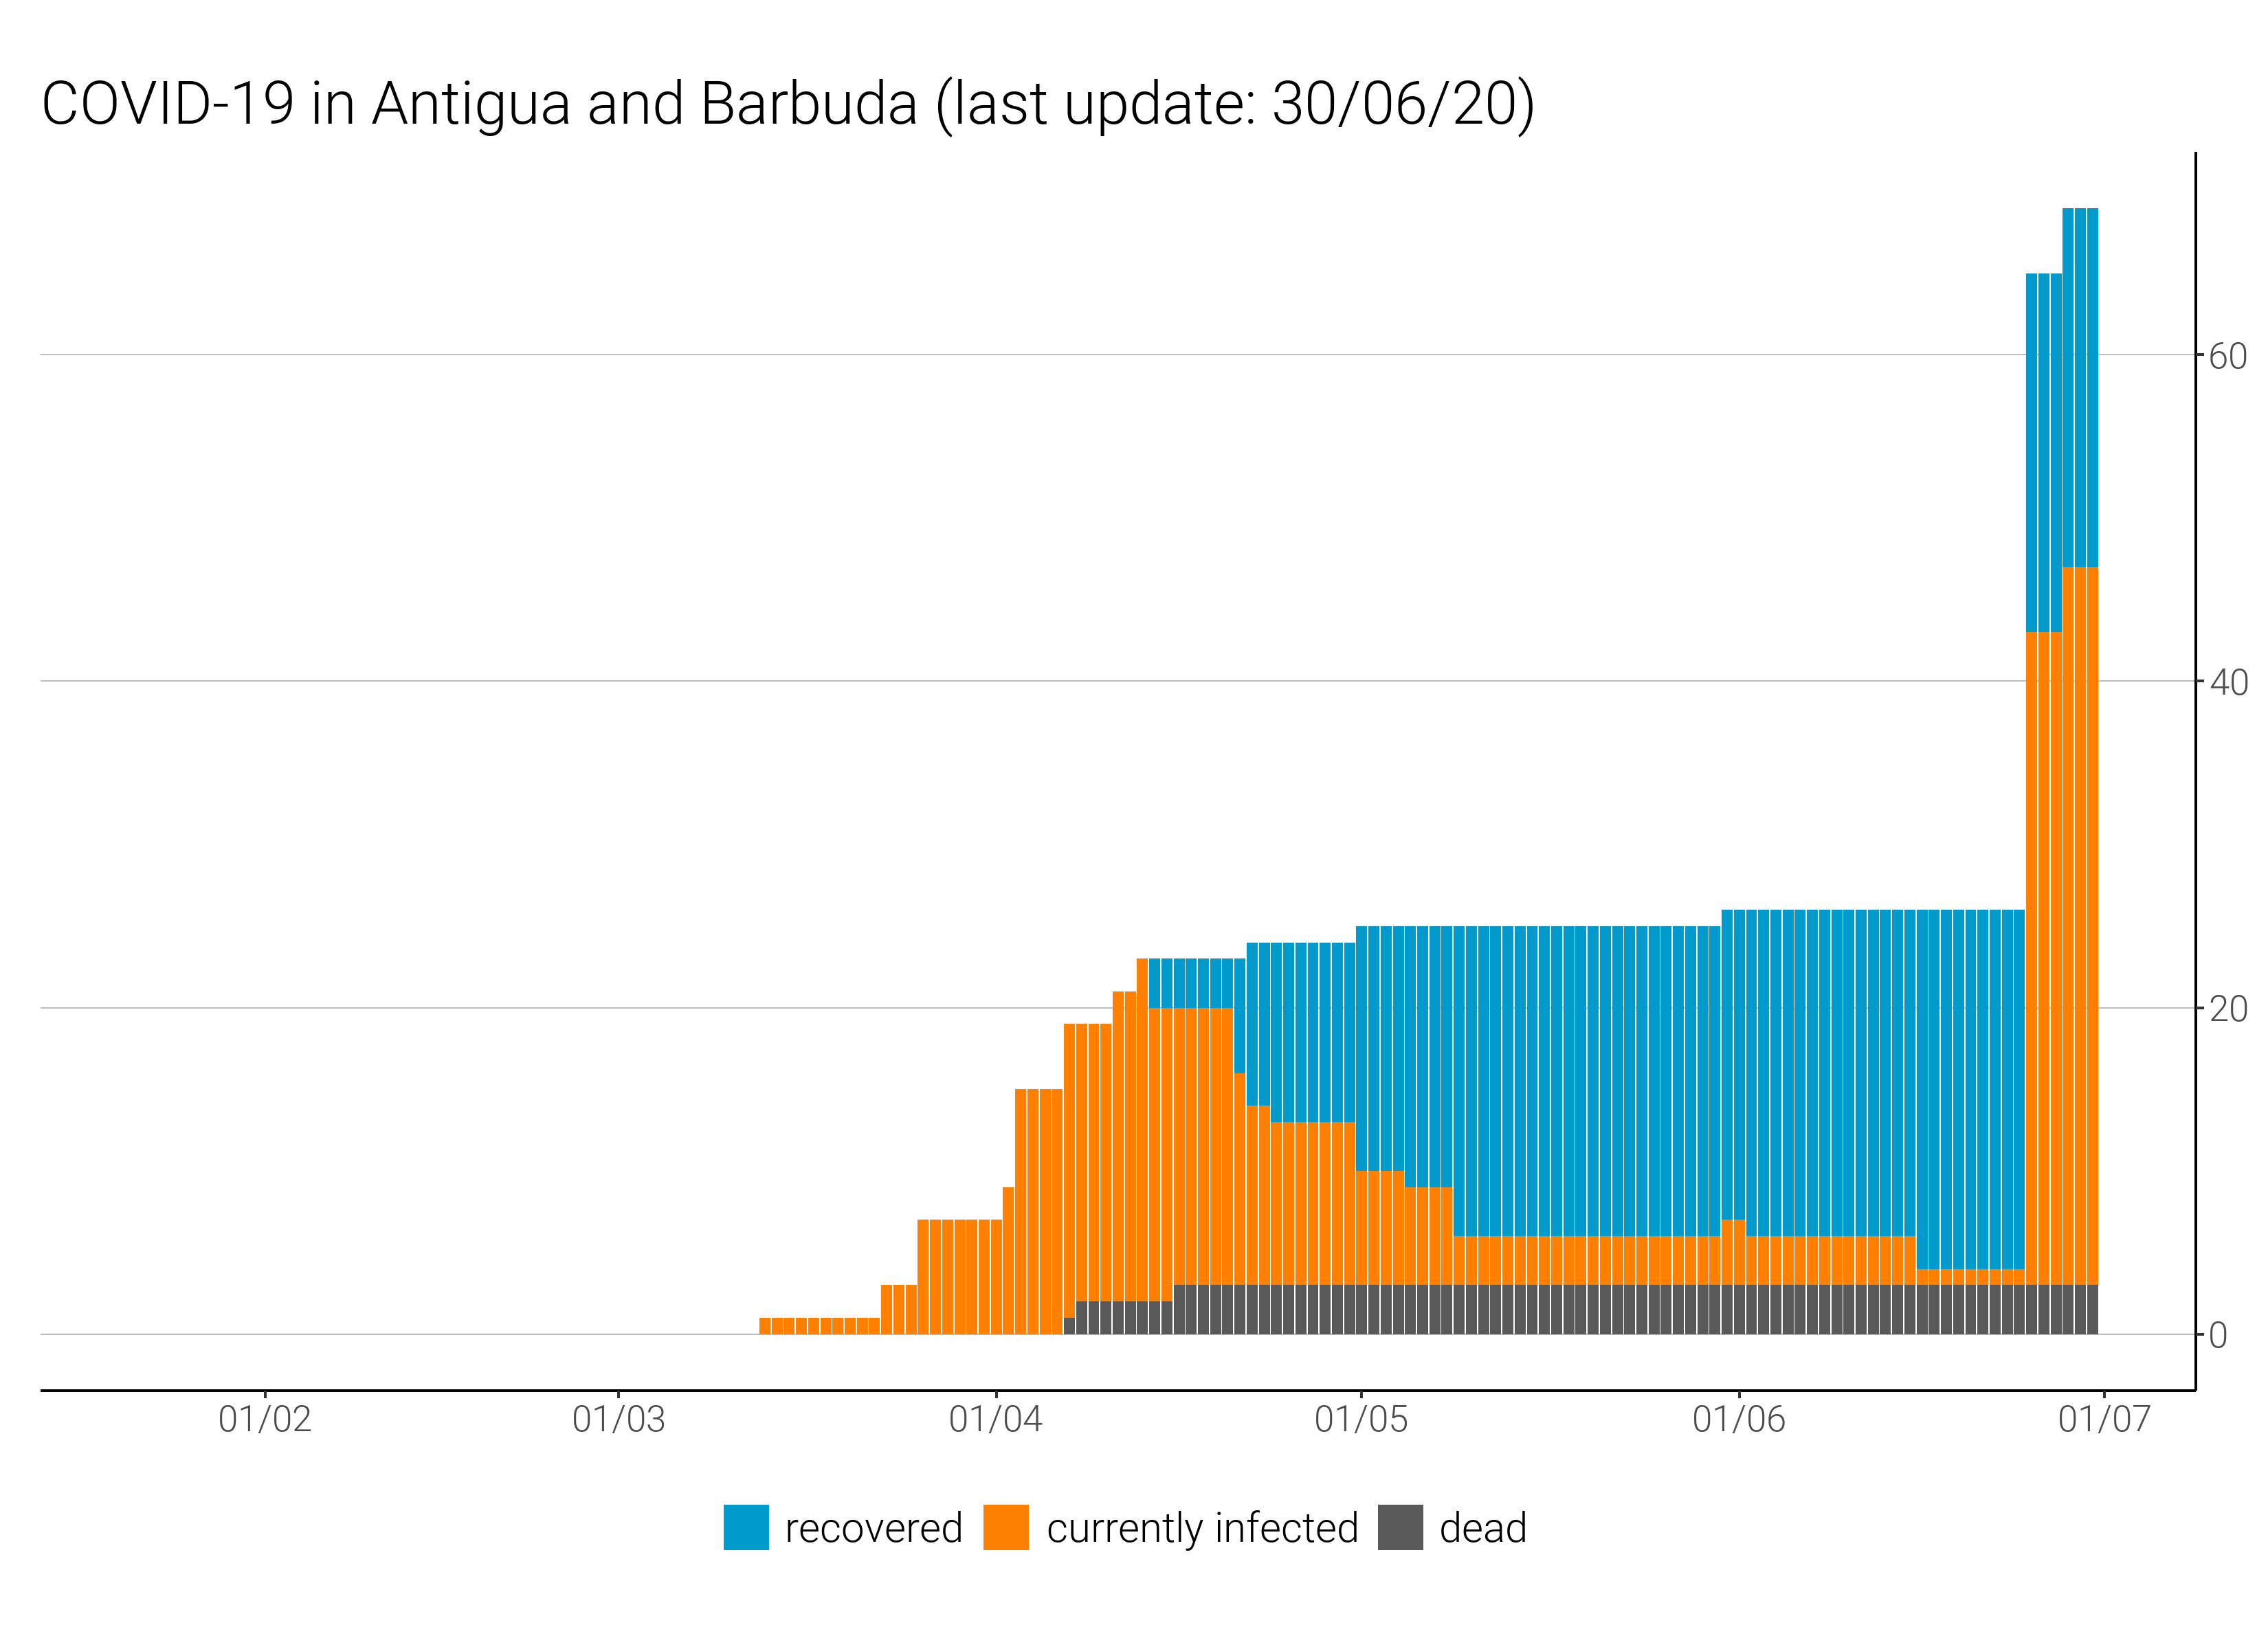 COVID-19 in Antigua and Barbuda (last update: 30/06/20)
60
40
20
0
01/02 01/03 01/04 01/05 01/06 01/07
recovered currently infected dead